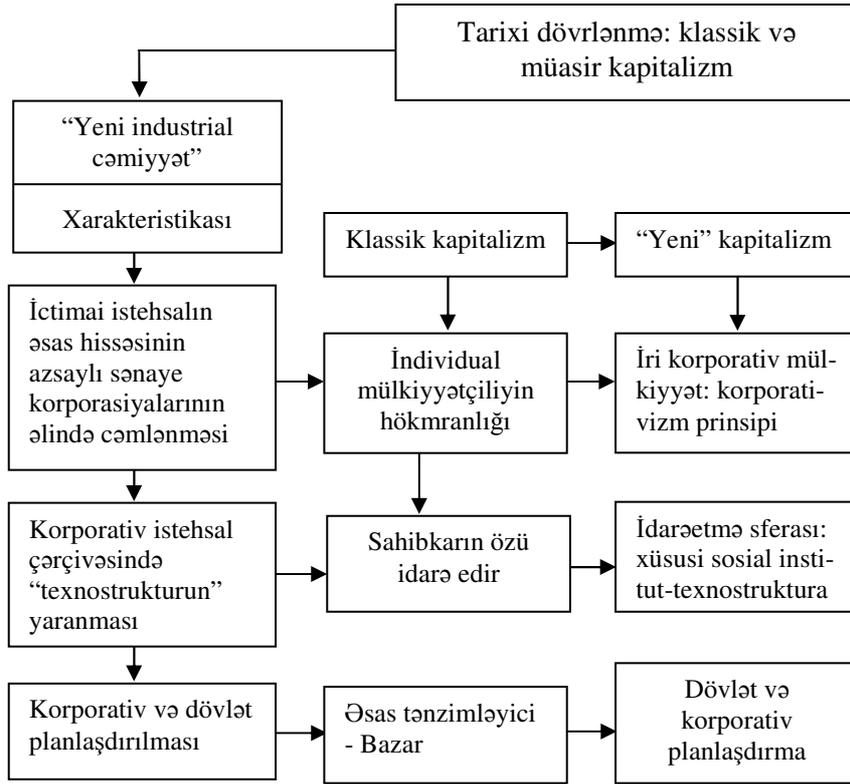 Tarixi dövrlənmə: klassik və
müasir kapitalizm
“Yeni industrial
cəmiyyət”
Xarakteristikası
Klassik kapitalizm
“Yeni” kapitalizm
İctimai istehsalın
əsas hissəsinin
azsaylı sənaye
korporasiyalarının
əlində cəmlənməsi
İndividual
mülkiyyətçiliyin
hökmranlığı
İri korporativ mül-
kiyyət: korporati-
vizm prinsipi
Korporativ istehsal
çərçivəsində
“texnostrukturun”
yaranması
Sahibkarın özü
idarə edir
İdarəetmə sferası:
xüsusi sosial insti-
tut-texnostruktura
Korporativ və dövlət
planlaşdırılması
Əsas tənzimləyici
- Bazar
Dövlət və
korporativ
planlaşdırma